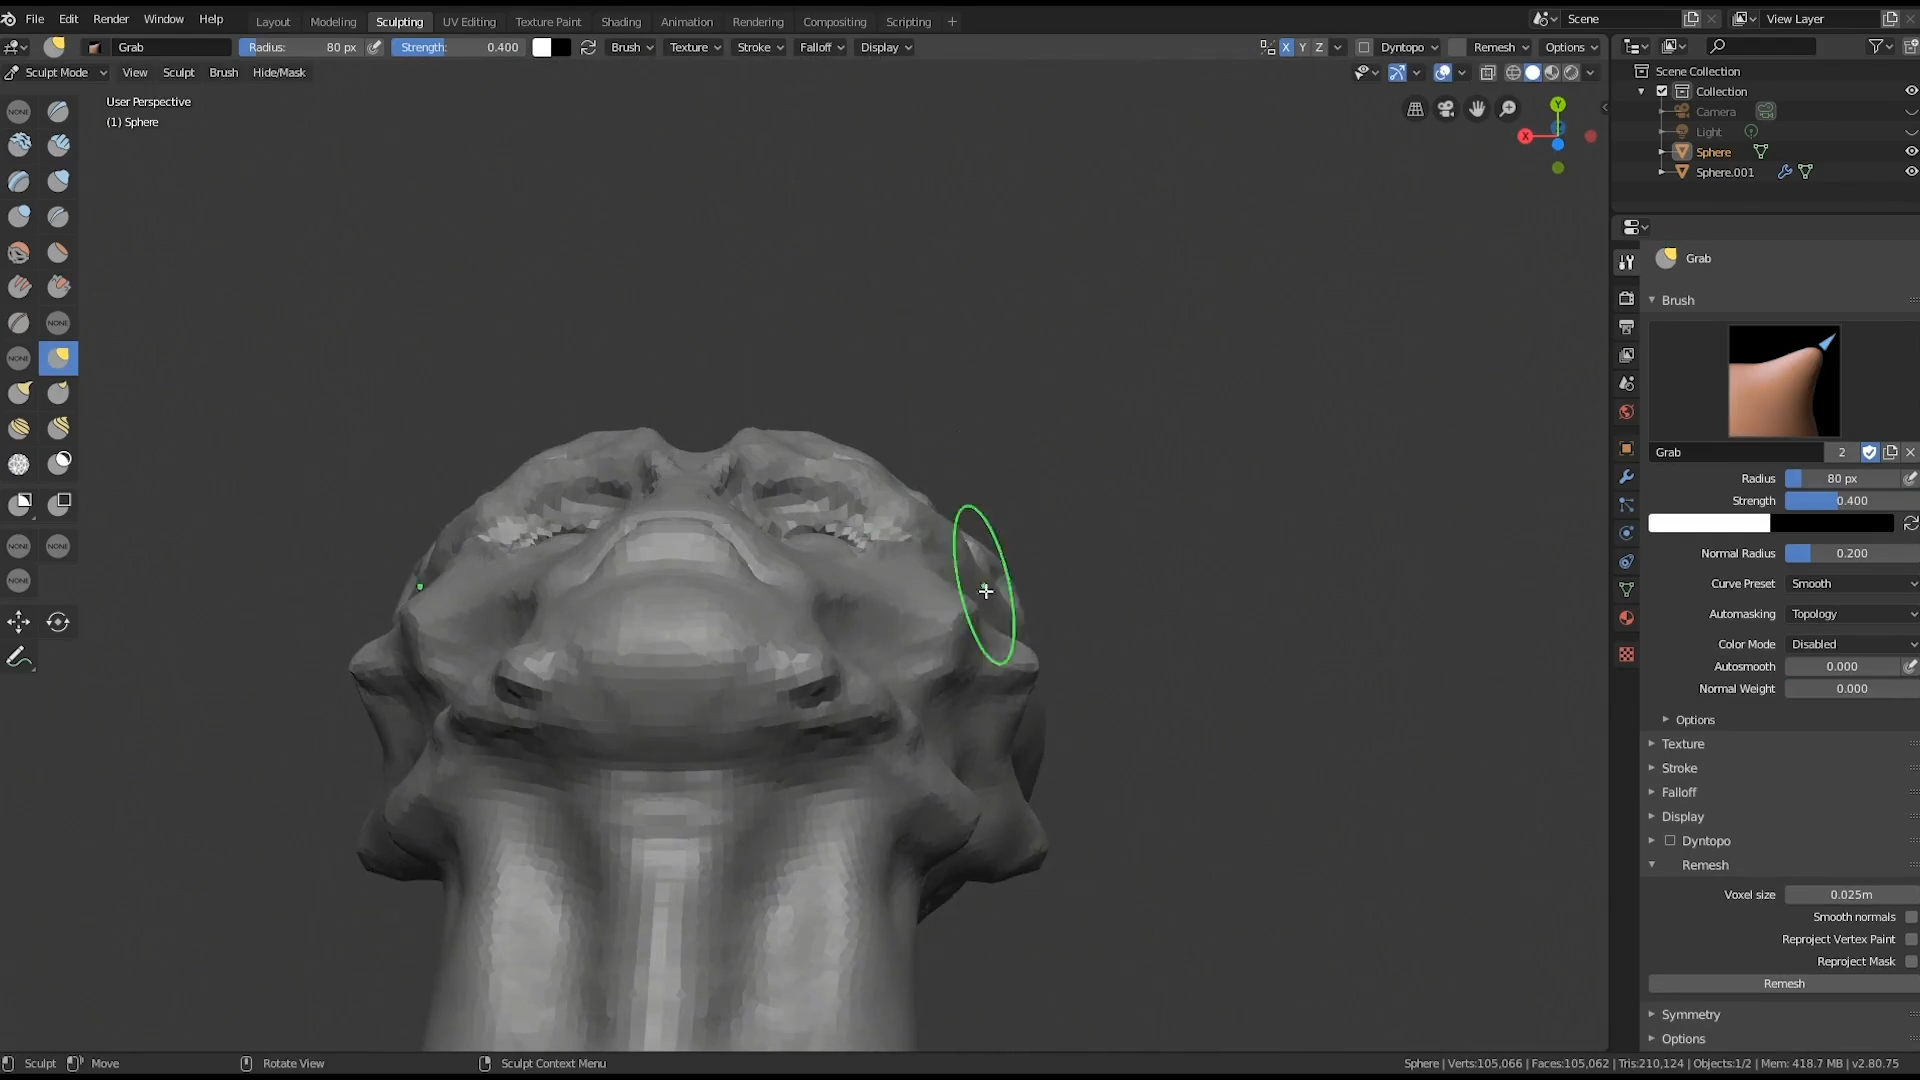 File Edit Render Window Help Layout Modeling Sculpting UV Editing Texture Paint Shading Animation Rendering Compositing Scripting + Scene View Layer
Grab Radius: 80 px Strength: 0.400 Brush Texture Stroke Falloff Display X Y Z Dyntopo Remesh Options
Sculpt Mode View Sculpt Brush Hide/Mask
Scene Collection
Collection
Camera
Light
Sphere
Sphere.001
User Perspective
(1) Sphere
Y
X
NONE
NONE
NONE
NONE NONE
NONE
Grab
Brush
Grab 2
Radius 80 px
Strength 0.400
Normal Radius 0.200
Curve Preset Smooth
Automasking Topology
Color Mode Disabled
Autosmooth 0.000
Normal Weight 0.000
Options
Texture
Stroke
Falloff
Display
Dyntopo
Remesh
Voxel size 0.025m
Smooth normals
Reproject Vertex Paint
Reproject Mask
Remesh
Symmetry
Options
Sculpt Move Rotate View Sculpt Context Menu Sphere | Verts:105,066 | Faces:105,062 | Tris:210,124 | Objects:1/2 | Mem: 418.7 MB | v2.80.75